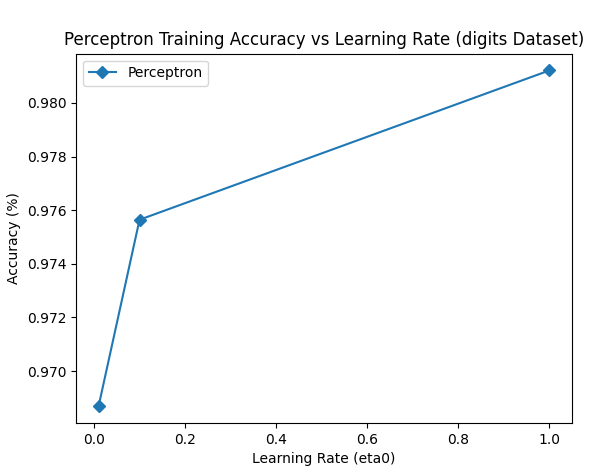 Perceptron Training Accuracy vs Learning Rate (digits Dataset)
Perceptron
Accuracy (%)
0.980
0.978
0.976
0.974
0.972
0.970
0.0 0.2 0.4 0.6 0.8 1.0
Learning Rate (eta0)